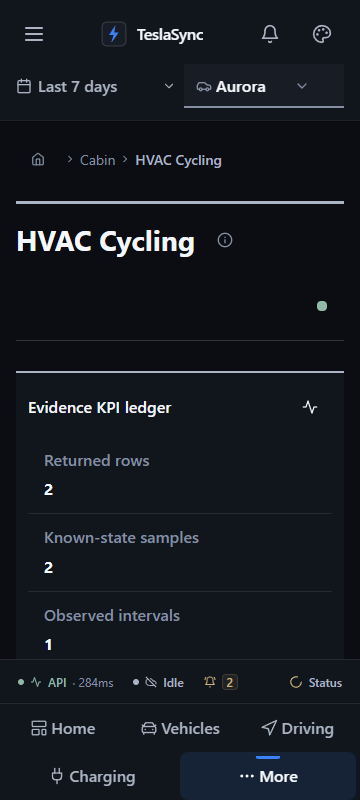 TeslaSync
Last 7 days
Aurora
Cabin
HVAC Cycling
HVAC Cycling
Evidence KPI ledger
Returned rows
2
Known-state samples
2
Observed intervals
1
API · 284ms Idle 2 Status
Home Vehicles Driving
Charging More